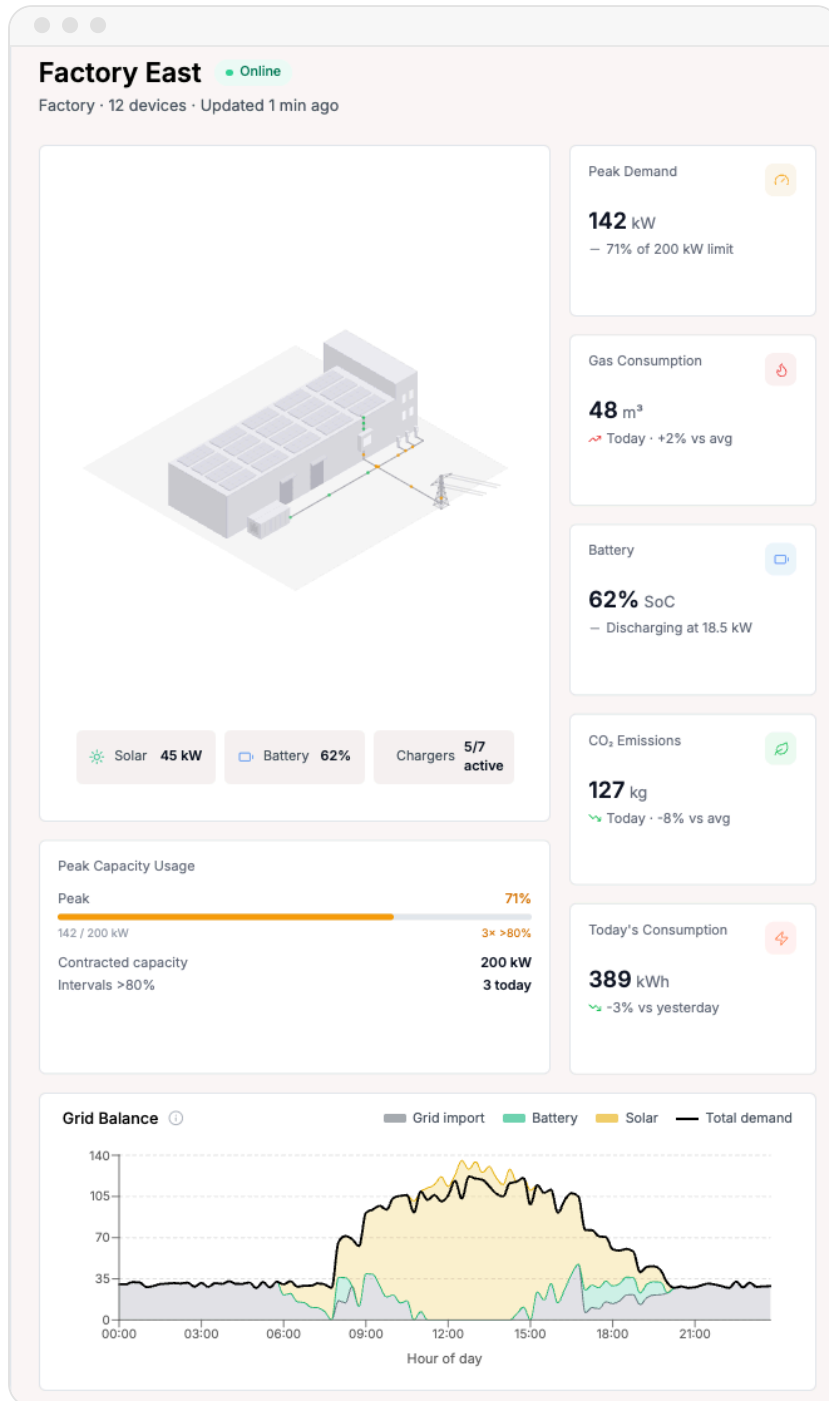 Factory East
Online
Factory · 12 devices · Updated 1 min ago
Solar 45 kW
Battery 62%
Chargers 5/7
active
Peak Demand
142 kW
— 71% of 200 kW limit
Gas Consumption
48 m³
Today · +2% vs avg
Battery
62% SoC
— Discharging at 18.5 kW
CO₂ Emissions
127 kg
Today · -8% vs avg
Today's Consumption
389 kWh
-3% vs yesterday
Peak Capacity Usage
Peak 71%
142 / 200 kW 3× >80%
Contracted capacity 200 kW
Intervals >80% 3 today
Grid Balance
Grid import Battery Solar Total demand
140
105
70
35
0
00:00 03:00 06:00 09:00 12:00 15:00 18:00 21:00
Hour of day